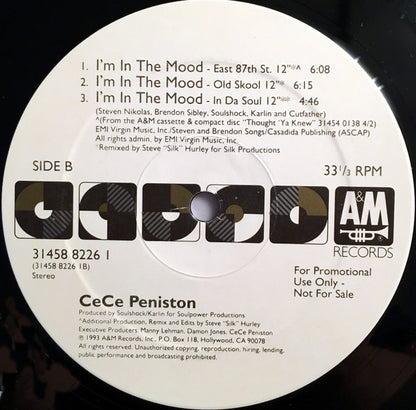 1. I'm In The Mood - East 87th St. 12"*^ 6:08
2. I'm In The Mood - Old Skool 12"* 6:15
3. I'm In The Mood - In Da Soul 12"** 4:46
(Steven Nikolas, Brendon Sibley, Soulshock, Karlin and Cutfather)
^(From the A&M cassette & compact disc "Thought 'Ya Knew" 31454 0138 4/2)
EMI Virgin Music, Inc./Steven and Brendon Songs/Casadida Publishing (ASCAP)
All rights admin. by EMI Virgin Music, Inc.
*Remixed by Steve "Silk" Hurley for Silk Productions
SIDE B
33 1/3 RPM
A&M
RECORDS
31458 8226 1
(31458 8226 1B)
Stereo
For Promotional
Use Only -
Not For Sale
CeCe Peniston
Produced by Soulshock/Karlin for Soulpower Productions
*Additional Production, Remix and Edits by Steve "Silk" Hurley
Executive Producers: Manny Lehman, Damon Jones, CeCe Peniston
℗ 1993 A&M Records, Inc., P.O. Box 118, Hollywood, CA 90078
All rights reserved. Unauthorized copying, reproduction, hiring, lending,
public performance and broadcasting prohibited.